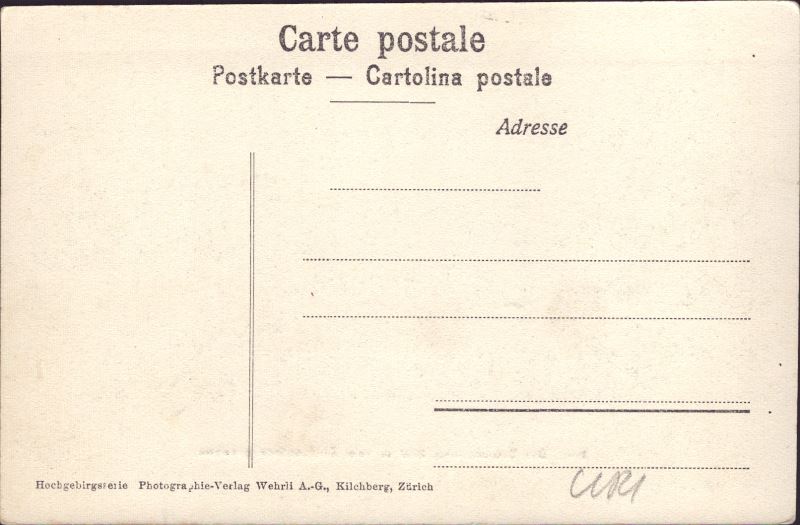 Carte postale
Postkarte — Cartolina postale
Adresse
Hochgebirgsserie Photographie-Verlag Wehrli A.-G., Kilchberg, Zürich
URI